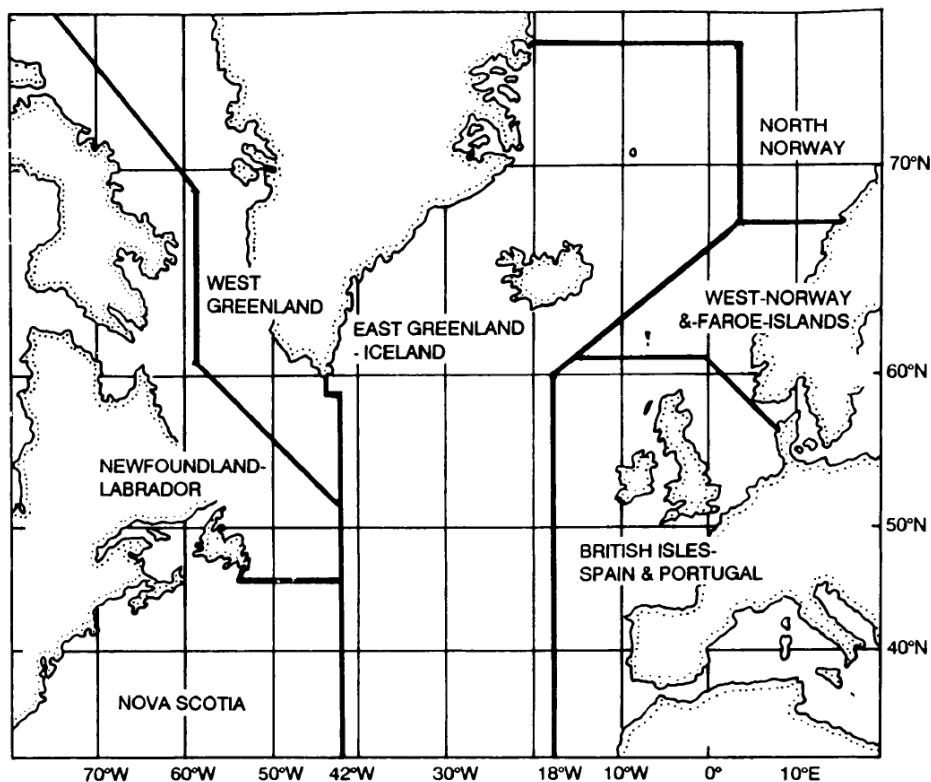 NORTH
NORWAY
70°N
WEST
GREENLAND
EAST GREENLAND
- ICELAND
WEST-NORWAY
&-FAROE-ISLANDS
60°N
NEWFOUNDLAND-
LABRADOR
50°N
BRITISH ISLES-
SPAIN & PORTUGAL
40°N
NOVA SCOTIA
70°W 60°W 50°W 42°W 30°W 18°W 10°W 0° 10°E